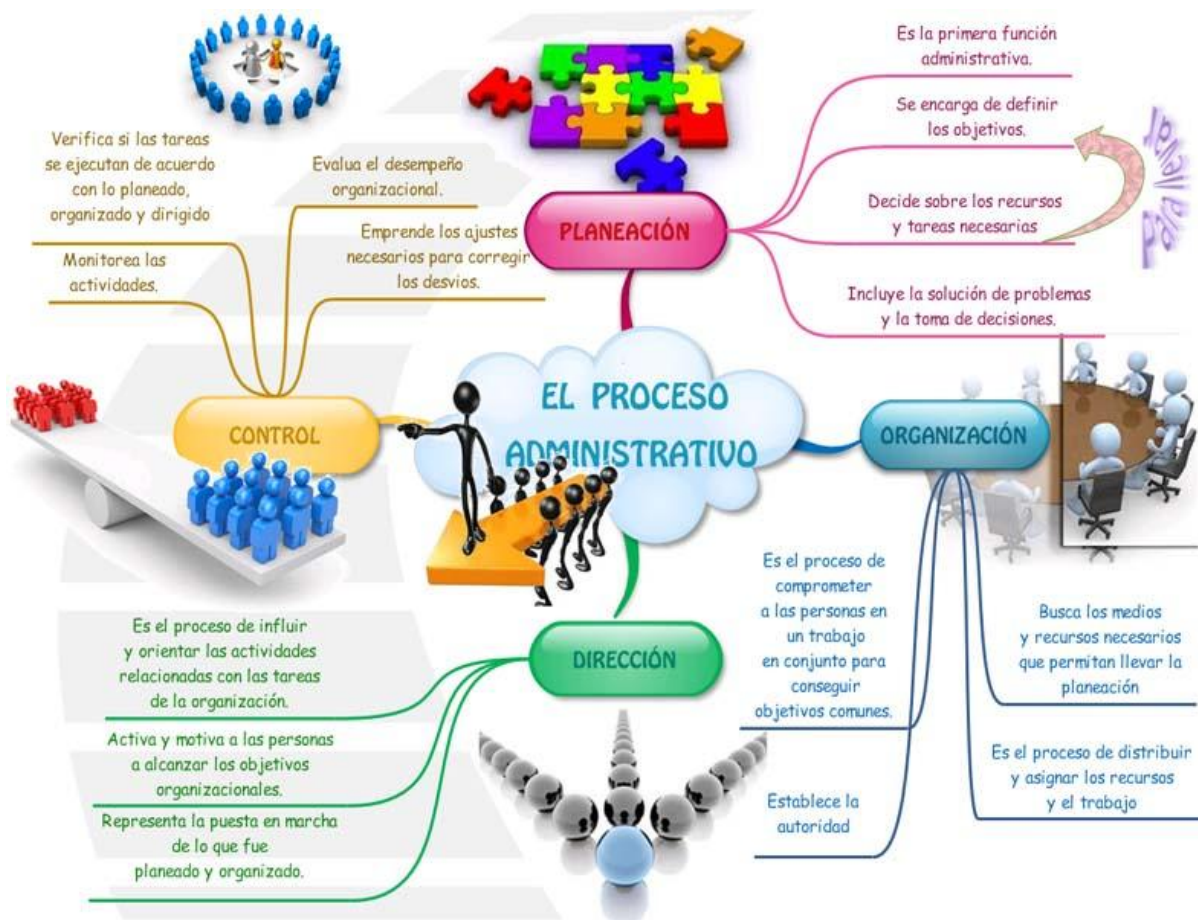 EL PROCESO
ADMINISTRATIVO
PLANEACIÓN
Es la primera función
administrativa.
Se encarga de definir
los objetivos.
Decide sobre los recursos
y tareas necesarias
Para llevar
Incluye la solución de problemas
y la toma de decisiones.
ORGANIZACIÓN
Es el proceso de
comprometer
a las personas en
un trabajo
en conjunto para
conseguir
objetivos comunes.
Busca los medios
y recursos necesarios
que permitan llevar la
planeación
Es el proceso de distribuir
y asignar los recursos
y el trabajo
Establece la
autoridad
DIRECCIÓN
Es el proceso de influir
y orientar las actividades
relacionadas con las tareas
de la organización.
Activa y motiva a las personas
a alcanzar los objetivos
organizacionales.
Representa la puesta en marcha
de lo que fue
planeado y organizado.
CONTROL
Verifica si las tareas
se ejecutan de acuerdo
con lo planeado,
organizado y dirigido
Monitorea las
actividades.
Evalua el desempeño
organizacional.
Emprende los ajustes
necesarios para corregir
los desvios.